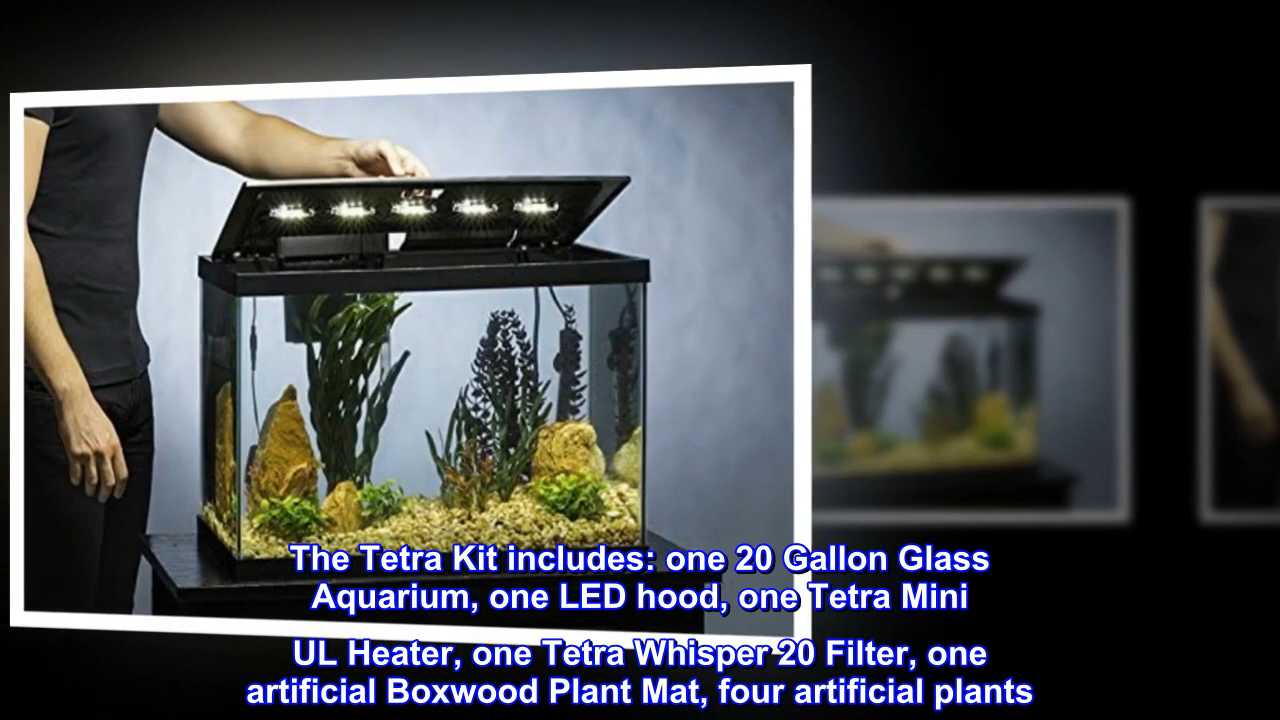 The Tetra Kit includes: one 20 Gallon Glass
Aquarium, one LED hood, one Tetra Mini
UL Heater, one Tetra Whisper 20 Filter, one
artificial Boxwood Plant Mat, four artificial plants